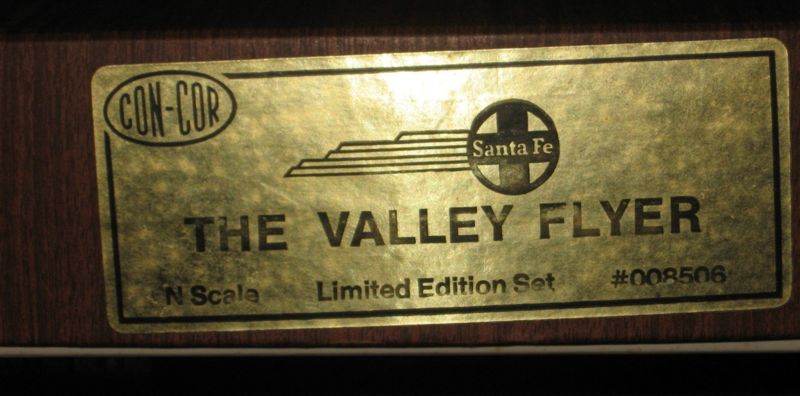 CON-COR
Santa Fe
THE VALLEY FLYER
N Scale Limited Edition Set #008506